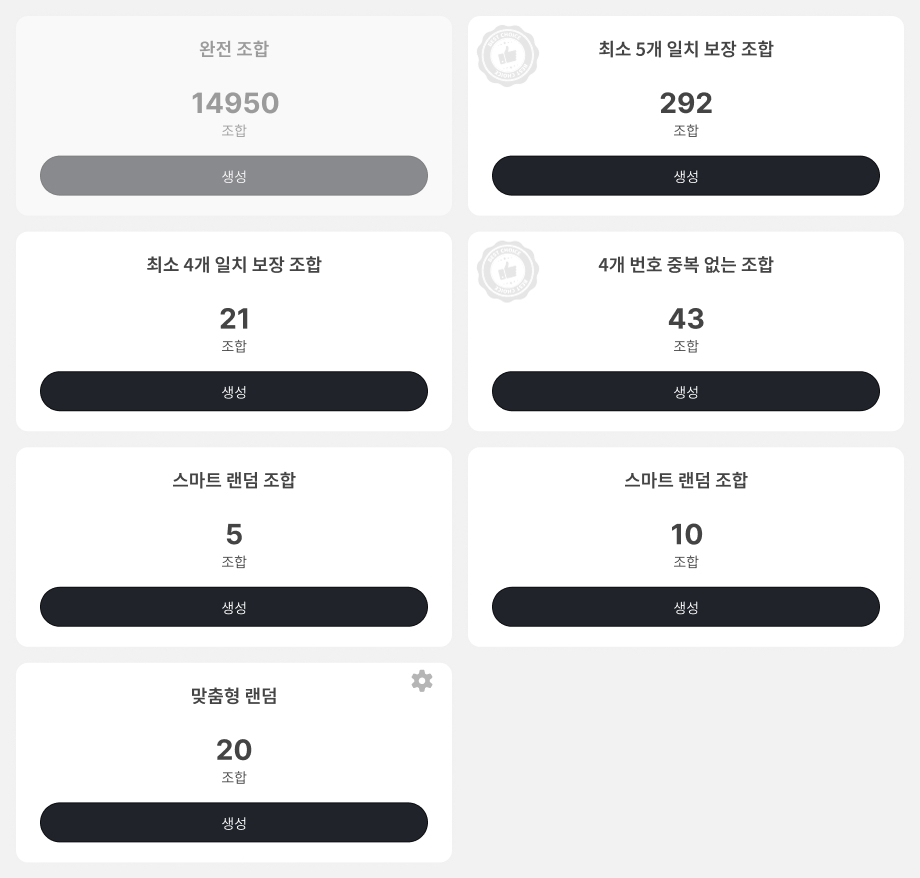 완전 조합
14950
조합
생성
최소 5개 일치 보장 조합
292
조합
생성
최소 4개 일치 보장 조합
21
조합
생성
4개 번호 중복 없는 조합
43
조합
생성
스마트 랜덤 조합
5
조합
생성
스마트 랜덤 조합
10
조합
생성
맞춤형 랜덤
20
조합
생성